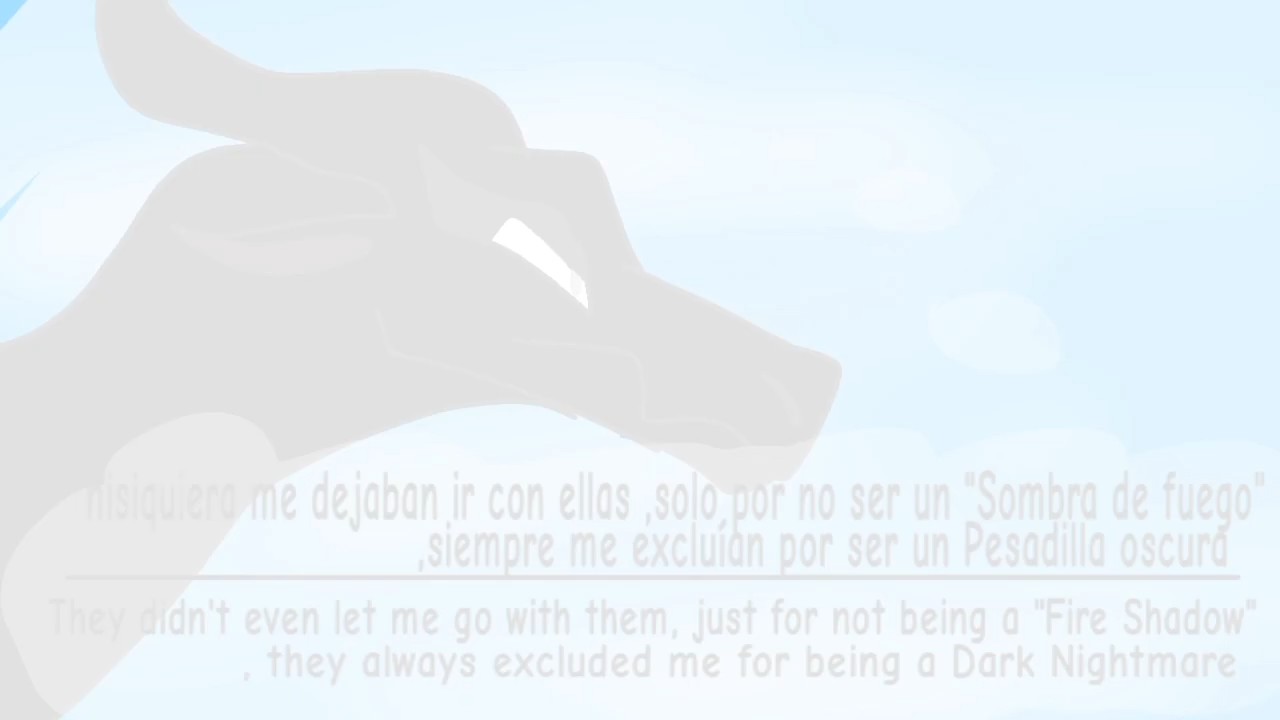 nisiquiera me dejaban ir con ellas ,solo por no ser un "Sombra de fuego"
,siempre me excluían por ser un Pesadilla oscura
They didn't even let me go with them, just for not being a "Fire Shadow"
, they always excluded me for being a Dark Nightmare